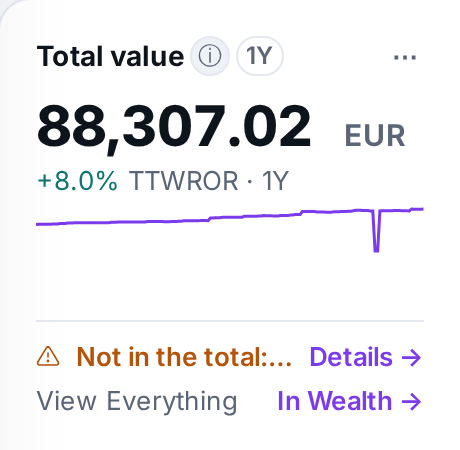 Total value ⓘ 1Y ...
88,307.02 EUR
+8.0% TTWROR · 1Y
Not in the total:... Details →
View Everything In Wealth →